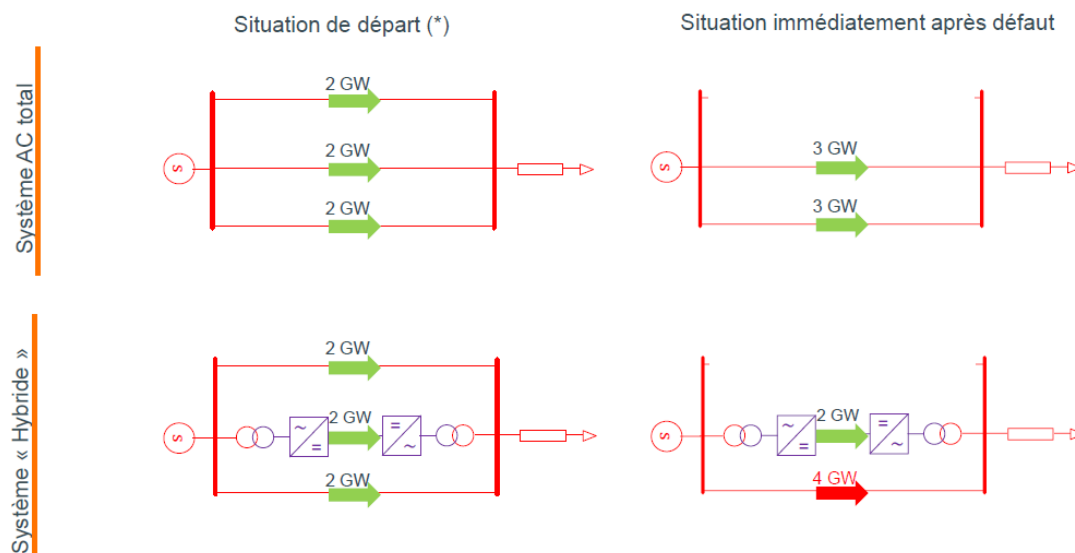 Situation de départ (*)
Situation immédiatement après défaut
Système AC total
2 GW
2 GW
2 GW
S
3 GW
3 GW
S
Système « Hybride »
2 GW
2 GW
2 GW
S
~
=
=
~
2 GW
4 GW
S
~
=
=
~